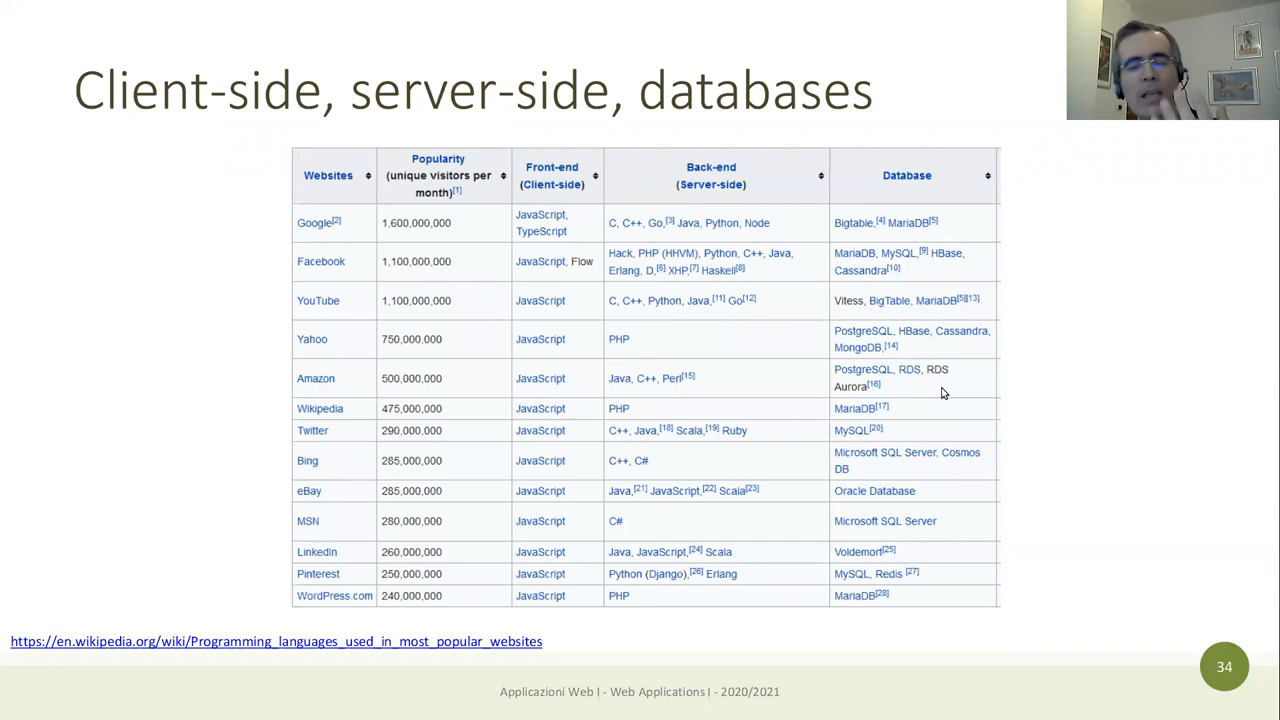 Client-side, server-side, databases
Websites
Popularity
(unique visitors per
month)[1]
Front-end
(Client-side)
Back-end
(Server-side)
Database
Google[2]
1,600,000,000
JavaScript,
TypeScript
C, C++, Go,[3] Java, Python, Node
Bigtable,[4] MariaDB[5]
Facebook
1,100,000,000
JavaScript, Flow
Hack, PHP (HHVM), Python, C++, Java,
Erlang, D,[6] XHP,[7] Haskell[8]
MariaDB, MySQL,[9] HBase,
Cassandra[10]
YouTube
1,100,000,000
JavaScript
C, C++, Python, Java,[11] Go[12]
Vitess, BigTable, MariaDB[5][13]
Yahoo
750,000,000
JavaScript
PHP
PostgreSQL, HBase, Cassandra,
MongoDB,[14]
Amazon
500,000,000
JavaScript
Java, C++, Perl[15]
PostgreSQL, RDS, RDS
Aurora[16]
Wikipedia
475,000,000
JavaScript
PHP
MariaDB[17]
Twitter
290,000,000
JavaScript
C++, Java,[18] Scala,[19] Ruby
MySQL[20]
Bing
285,000,000
JavaScript
C++, C#
Microsoft SQL Server, Cosmos
DB
eBay
285,000,000
JavaScript
Java,[21] JavaScript,[22] Scala[23]
Oracle Database
MSN
280,000,000
JavaScript
C#
Microsoft SQL Server
LinkedIn
260,000,000
JavaScript
Java, JavaScript,[24] Scala
Voldemort[25]
Pinterest
250,000,000
JavaScript
Python (Django),[26] Erlang
MySQL, Redis [27]
WordPress.com
240,000,000
JavaScript
PHP
MariaDB[28]
https://en.wikipedia.org/wiki/Programming_languages_used_in_most_popular_websites
34
Applicazioni Web I - Web Applications I - 2020/2021